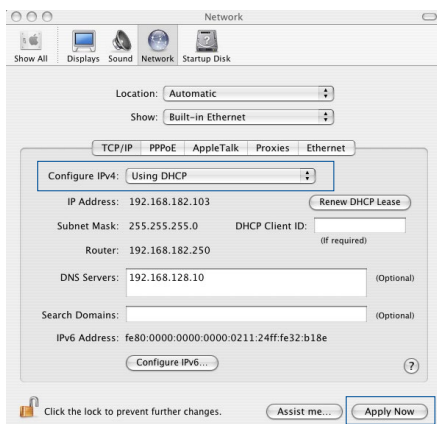 Network
Show All Displays Sound Network Startup Disk
Location: Automatic
Show: Built-in Ethernet
TCP/IP PPPoE AppleTalk Proxies Ethernet
Configure IPv4: Using DHCP
IP Address: 192.168.182.103 Renew DHCP Lease
Subnet Mask: 255.255.255.0 DHCP Client ID:
(If required)
Router: 192.168.182.250
DNS Servers: 192.168.128.10 (Optional)
Search Domains: (Optional)
IPv6 Address: fe80:0000:0000:0000:0211:24ff:fe32:b18e
Configure IPv6... ?
Click the lock to prevent further changes. Assist me... Apply Now